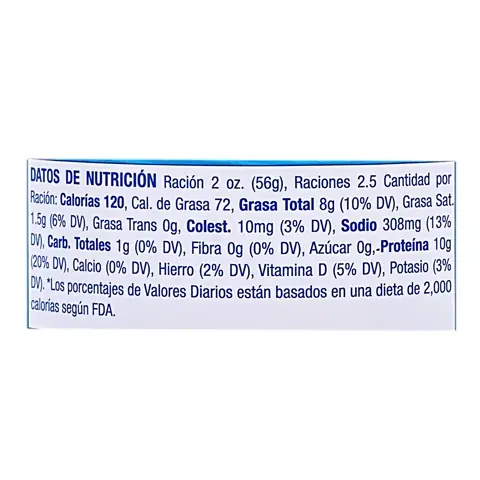 DATOS DE NUTRICIÓN Ración 2 oz. (56g), Raciones 2.5 Cantidad por
Ración: Calorías 120, Cal. de Grasa 72, Grasa Total 8g (10% DV), Grasa Sat.
1.5g (6% DV), Grasa Trans 0g, Colest. 10mg (3% DV), Sodio 308mg (13%
DV), Carb. Totales 1g (0% DV), Fibra 0g (0% DV), Azúcar 0g,-Proteína 10g
(20% DV), Calcio (0% DV), Hierro (2% DV), Vitamina D (5% DV), Potasio (3%
DV). *Los porcentajes de Valores Diarios están basados en una dieta de 2,000
calorías según FDA.